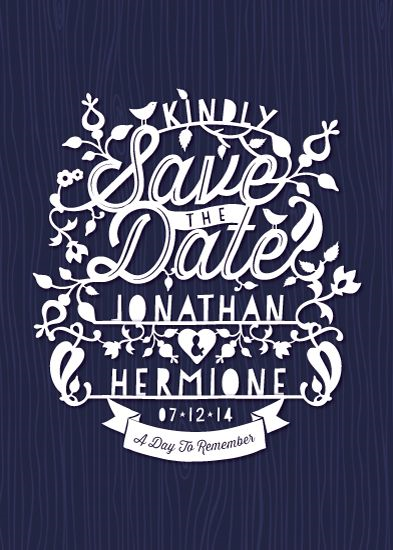 KINDLY
Save
THE
Date
JONATHAN
&
HERMIONE
07•12•14
A Day To Remember